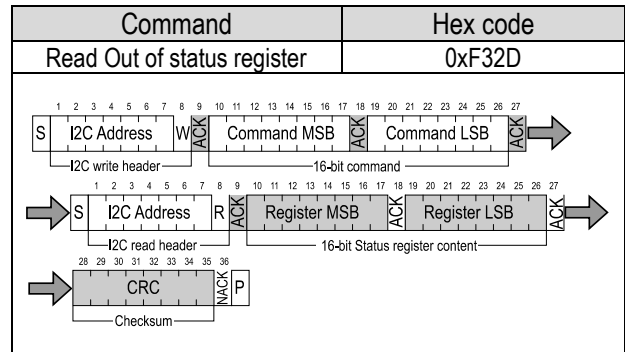 Command Hex code
Read Out of status register 0xF32D
1 2 3 4 5 6 7 8 9 10 11 12 13 14 15 16 17 18 19 20 21 22 23 24 25 26 27
S I2C Address W ACK Command MSB ACK Command LSB ACK
I2C write header 16-bit command
1 2 3 4 5 6 7 8 9 10 11 12 13 14 15 16 17 18 19 20 21 22 23 24 25 26 27
S I2C Address R ACK Register MSB ACK Register LSB ACK
I2C read header 16-bit Status register content
28 29 30 31 32 33 34 35 36
CRC NACK P
Checksum